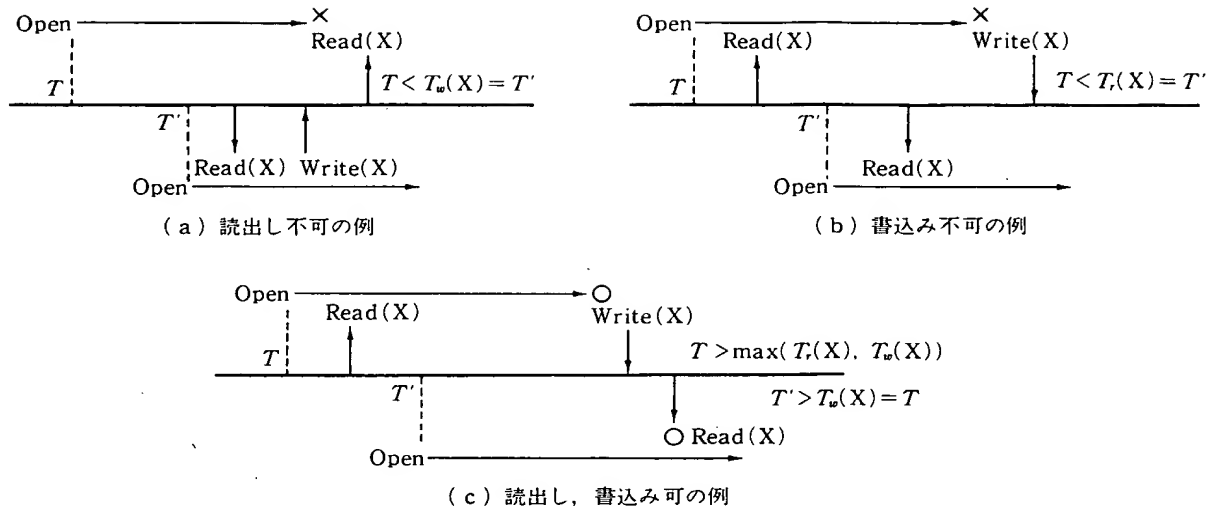 Open × Read(X)
T T < T_w(X) = T'
T'
Read(X) Write(X)
Open
(a) 読出し不可の例
Open × Write(X)
Read(X)
T T < T_r(X) = T'
T'
Read(X)
Open
(b) 書込み不可の例
Open ○
Read(X) Write(X)
T T > max(T_r(X), T_w(X))
T' T' > T_w(X) = T
○ Read(X)
Open
(c) 読出し，書込み可の例